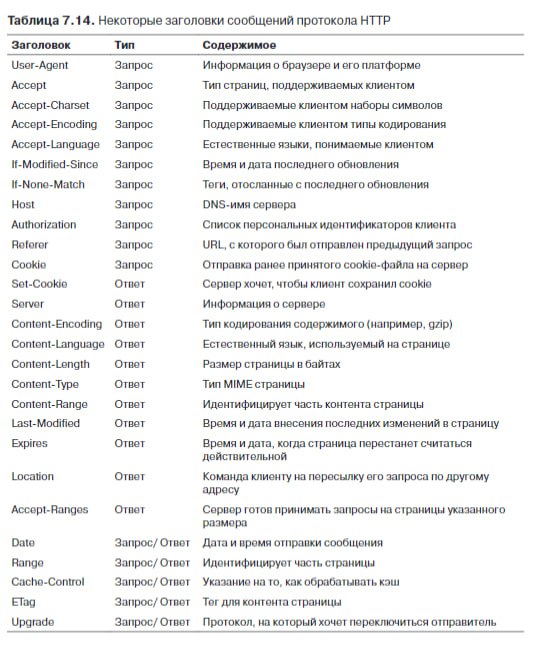 Таблица 7.14. Некоторые заголовки сообщений протокола HTTP
Заголовок Тип Содержимое
User-Agent Запрос Информация о браузере и его платформе
Accept Запрос Тип страниц, поддерживаемых клиентом
Accept-Charset Запрос Поддерживаемые клиентом наборы символов
Accept-Encoding Запрос Поддерживаемые клиентом типы кодирования
Accept-Language Запрос Естественные языки, понимаемые клиентом
If-Modified-Since Запрос Время и дата последнего обновления
If-None-Match Запрос Теги, отосланные с последнего обновления
Host Запрос DNS-имя сервера
Authorization Запрос Список персональных идентификаторов клиента
Referer Запрос URL, с которого был отправлен предыдущий запрос
Cookie Запрос Отправка ранее принятого cookie-файла на сервер
Set-Cookie Ответ Сервер хочет, чтобы клиент сохранил cookie
Server Ответ Информация о сервере
Content-Encoding Ответ Тип кодирования содержимого (например, gzip)
Content-Language Ответ Естественный язык, используемый на странице
Content-Length Ответ Размер страницы в байтах
Content-Type Ответ Тип MIME страницы
Content-Range Ответ Идентифицирует часть контента страницы
Last-Modified Ответ Время и дата внесения последних изменений в страницу
Expires Ответ Время и дата, когда страница перестанет считаться
действительной
Location Ответ Команда клиенту на пересылку его запроса по другому
адресу
Accept-Ranges Ответ Сервер готов принимать запросы на страницы указанного
размера
Date Запрос/ Ответ Дата и время отправки сообщения
Range Запрос/ Ответ Идентифицирует часть страницы
Cache-Control Запрос/ Ответ Указание на то, как обрабатывать кэш
ETag Запрос/ Ответ Тег для контента страницы
Upgrade Запрос/ Ответ Протокол, на который хочет переключиться отправитель